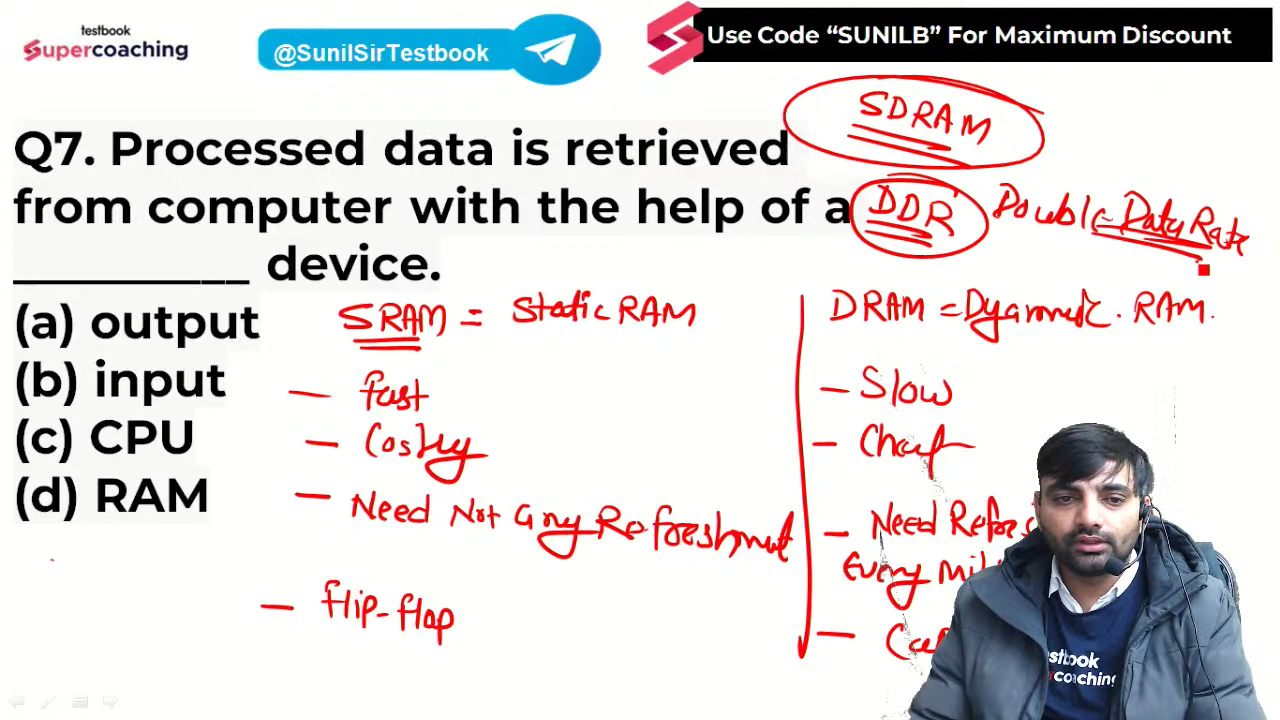 testbook
Supercoaching
@SunilSirTestbook
Use Code “SUNILB” For Maximum Discount
SDRAM
Q7. Processed data is retrieved
from computer with the help of a
__________ device.
DDR Double Data Rate
(a) output
(b) input
(c) CPU
(d) RAM
SRAM = Static RAM
- fast
- Costly
- Need Not any Refreshment
- flip-flop
DRAM = Dynamic. RAM.
- Slow
- Cheap
- Need
Every
-
testbook
percoaching